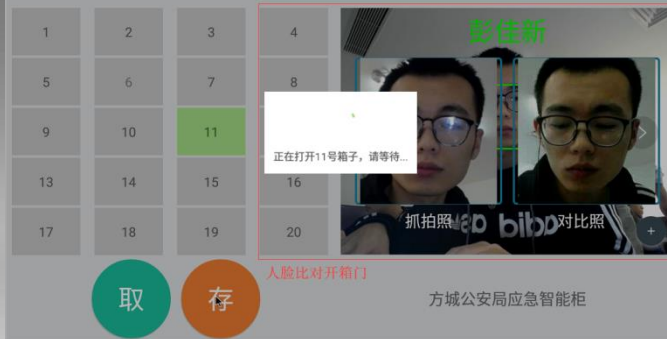 1 2 3 4
5 6 7 8
9 10 11
13 14 15 16
17 18 19 20
彭佳新
正在打开11号箱子，请等待...
抓拍照
对比照
+
人脸比对开箱门
取 存
方城公安局应急智能柜